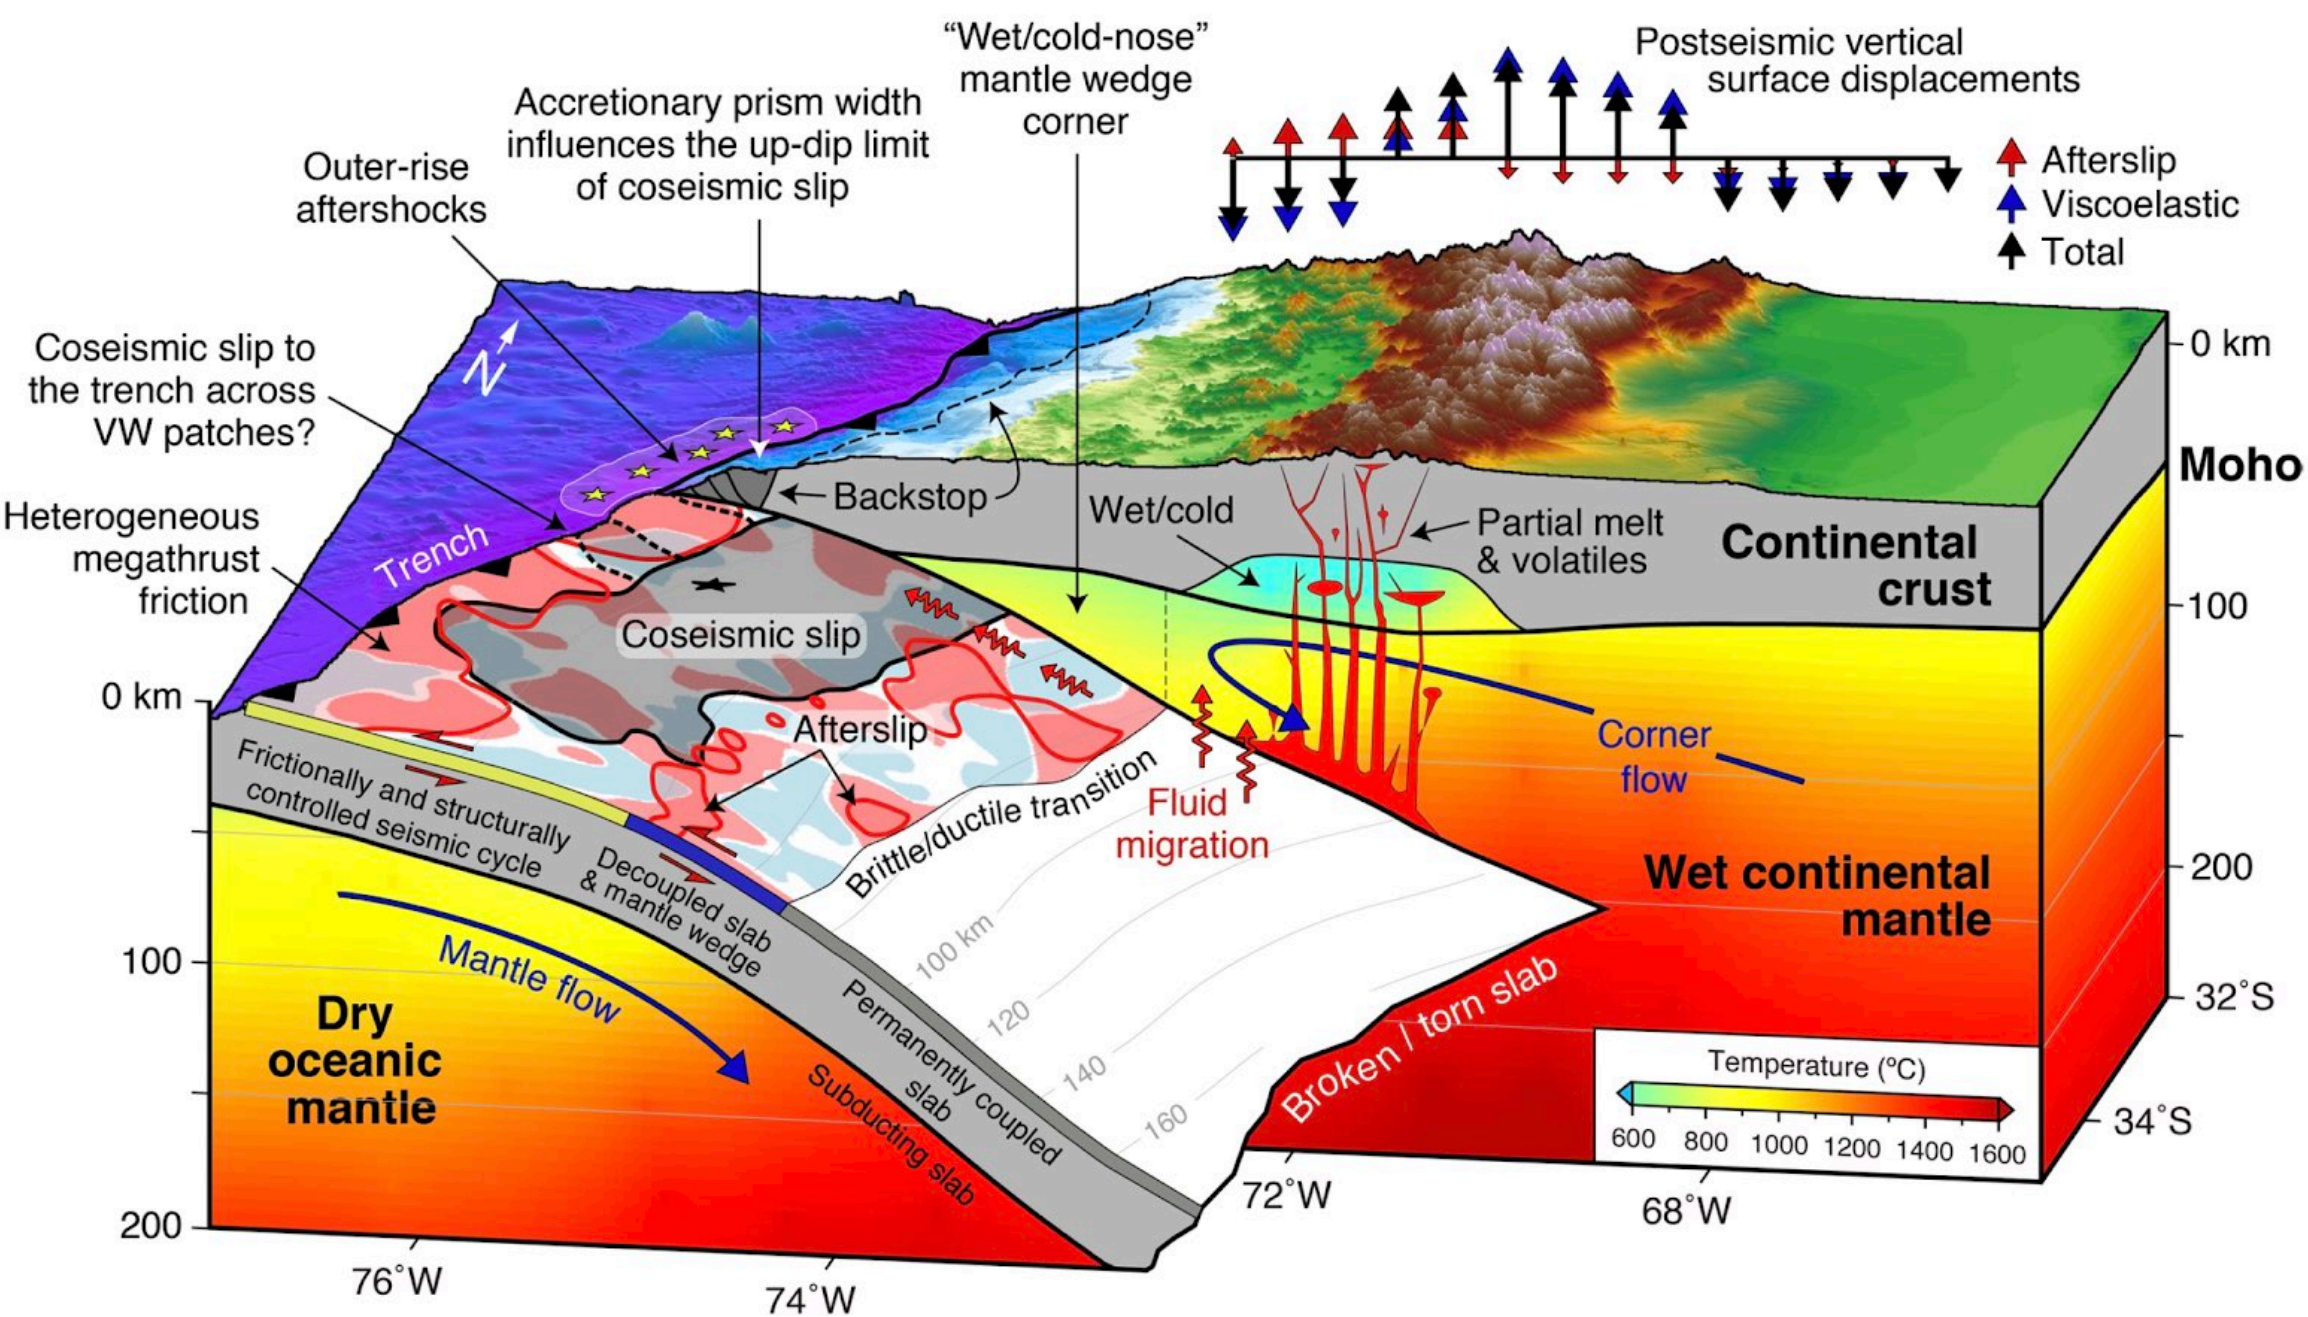 “Wet/cold-nose”
mantle wedge
corner
Postseismic vertical
surface displacements
Afterslip
Viscoelastic
Total
Accretionary prism width
influences the up-dip limit
of coseismic slip
Outer-rise
aftershocks
Coseismic slip to
the trench across
VW patches?
Heterogeneous
megathrust
friction
N
Trench
Backstop
Wet/cold
Partial melt
& volatiles
Continental
crust
0 km
Moho
100
200
32°S
34°S
Coseismic slip
Afterslip
Brittle/ductile transition
Fluid
migration
Corner
flow
Wet continental
mantle
0 km
100
200
Frictionally and structurally
controlled seismic cycle
Decoupled slab
& mantle wedge
Permanently coupled
slab
Subducting slab
Mantle flow
Dry
oceanic
mantle
100 km
120
140
160
Broken / torn slab
Temperature (ºC)
600 800 1000 1200 1400 1600
76°W
74°W
72°W
68°W